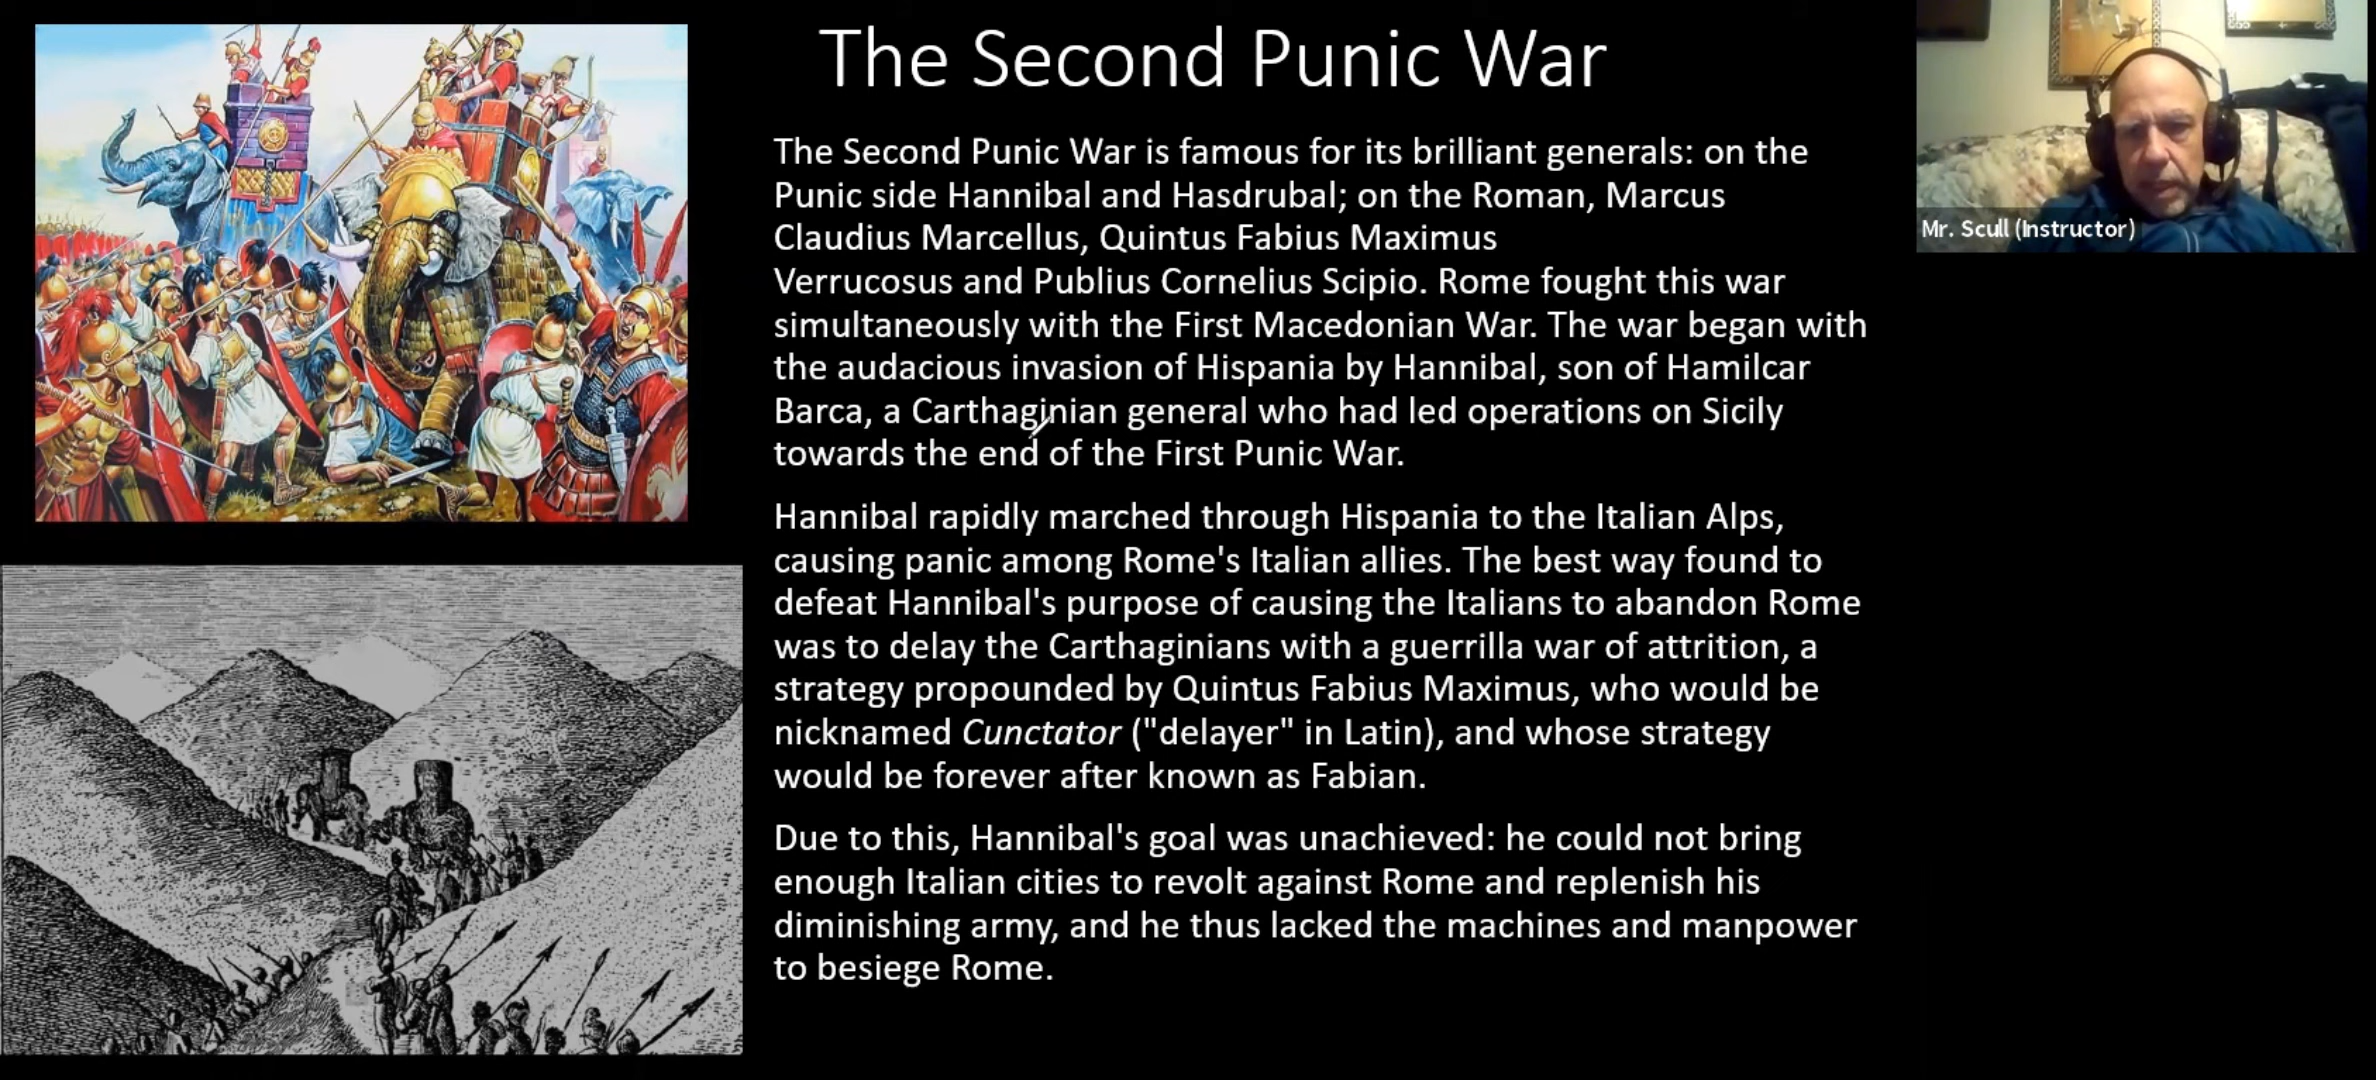 The Second Punic War
The Second Punic War is famous for its brilliant generals: on the
Punic side Hannibal and Hasdrubal; on the Roman, Marcus
Claudius Marcellus, Quintus Fabius Maximus
Verrucosus and Publius Cornelius Scipio. Rome fought this war
simultaneously with the First Macedonian War. The war began with
the audacious invasion of Hispania by Hannibal, son of Hamilcar
Barca, a Carthaginian general who had led operations on Sicily
towards the end of the First Punic War.
Hannibal rapidly marched through Hispania to the Italian Alps,
causing panic among Rome's Italian allies. The best way found to
defeat Hannibal's purpose of causing the Italians to abandon Rome
was to delay the Carthaginians with a guerrilla war of attrition, a
strategy propounded by Quintus Fabius Maximus, who would be
nicknamed Cunctator ("delayer" in Latin), and whose strategy
would be forever after known as Fabian.
Due to this, Hannibal's goal was unachieved: he could not bring
enough Italian cities to revolt against Rome and replenish his
diminishing army, and he thus lacked the machines and manpower
to besiege Rome.
Mr. Scull (Instructor)